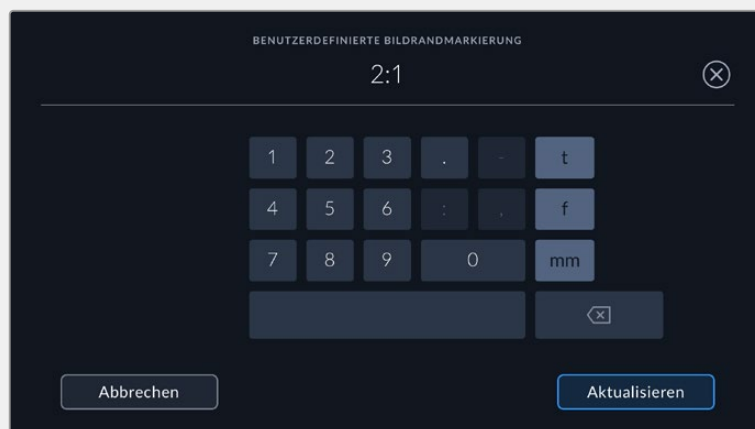 BENUTZERDEFINIERTE BILDRANDMARKIERUNG
2:1
1 2 3 . - t
4 5 6 : , f
7 8 9 0 mm
Abbrechen Aktualisieren